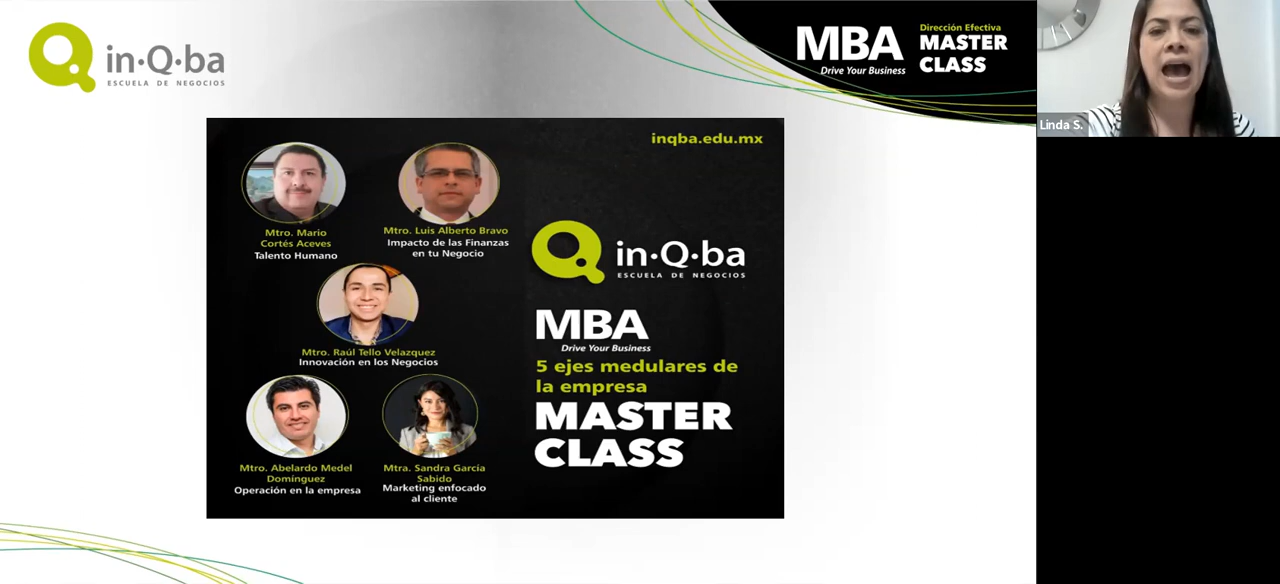 in·Q·ba
ESCUELA DE NEGOCIOS
MBA
Drive Your Business
Dirección Efectiva
MASTER
CLASS
Linda S.
inqba.edu.mx
Mtro. Mario
Cortés Aceves
Talento Humano
Mtro. Luis Alberto Bravo
Impacto de las Finanzas
en tu Negocio
Mtro. Raúl Tello Velazquez
Innovación en los Negocios
Mtro. Abelardo Medel
Domínguez
Operación en la empresa
Mtra. Sandra García
Sabido
Marketing enfocado
al cliente
in·Q·ba
ESCUELA DE NEGOCIOS
MBA
Drive Your Business
5 ejes medulares de
la empresa
MASTER
CLASS